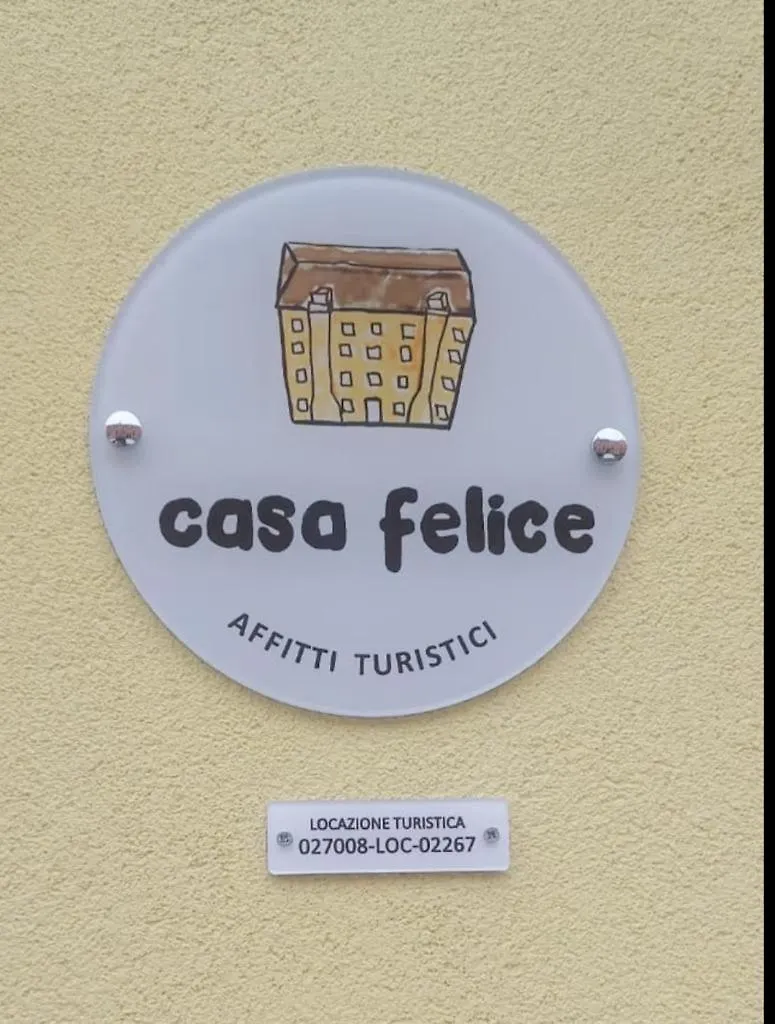 casa felice
AFFITTI TURISTICI
LOCAZIONE TURISTICA
027008-LOC-02267